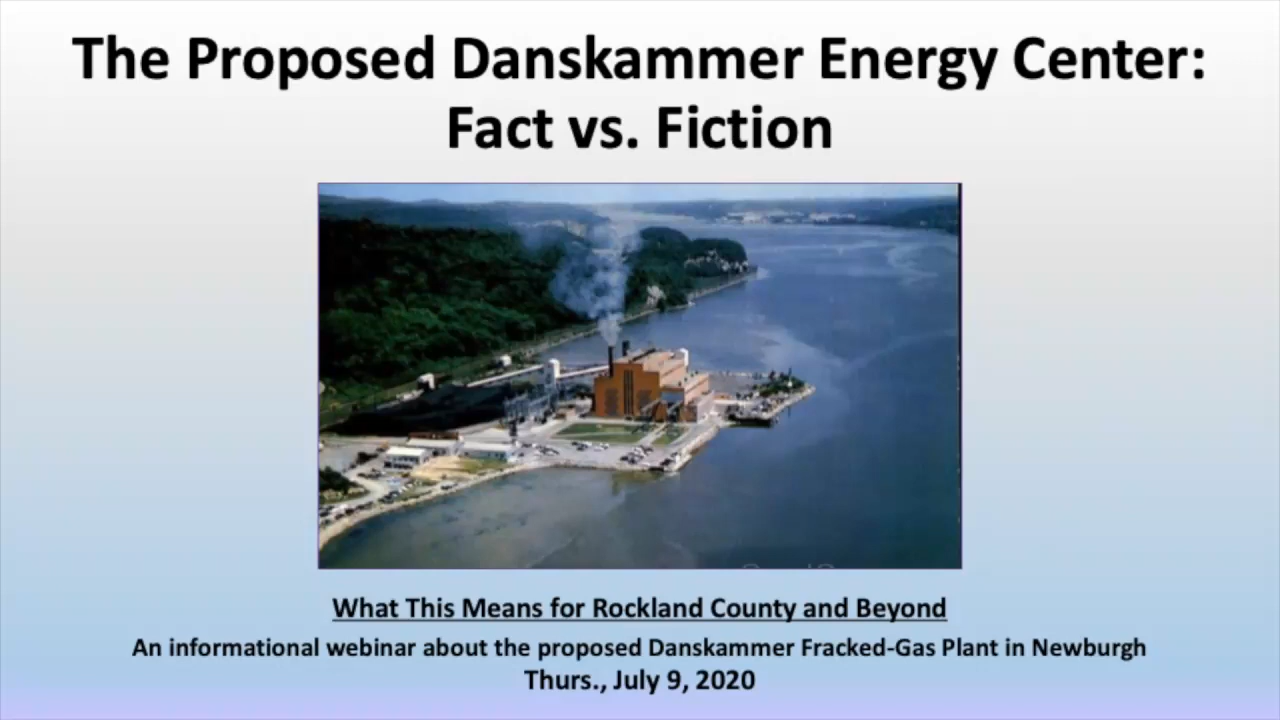 The Proposed Danskammer Energy Center:
Fact vs. Fiction
What This Means for Rockland County and Beyond
An informational webinar about the proposed Danskammer Fracked-Gas Plant in Newburgh
Thurs., July 9, 2020